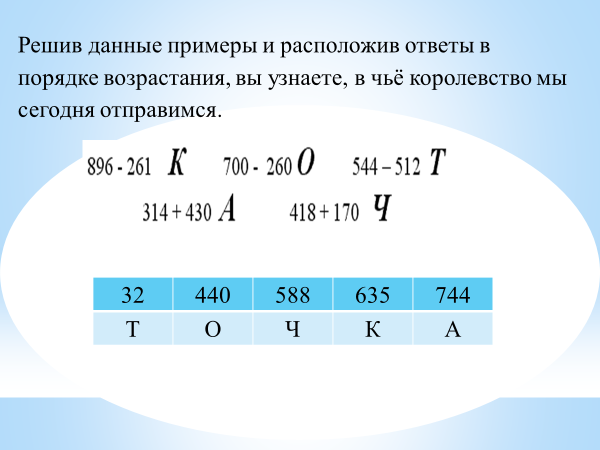 Решив данные примеры и расположив ответы в
порядке возрастания, вы узнаете, в чьё королевство мы
сегодня отправимся.
896 - 261 К 700 - 260 О 544 – 512 Т
314 + 430 А 418 + 170 Ч
32 440 588 635 744
Т О Ч К А